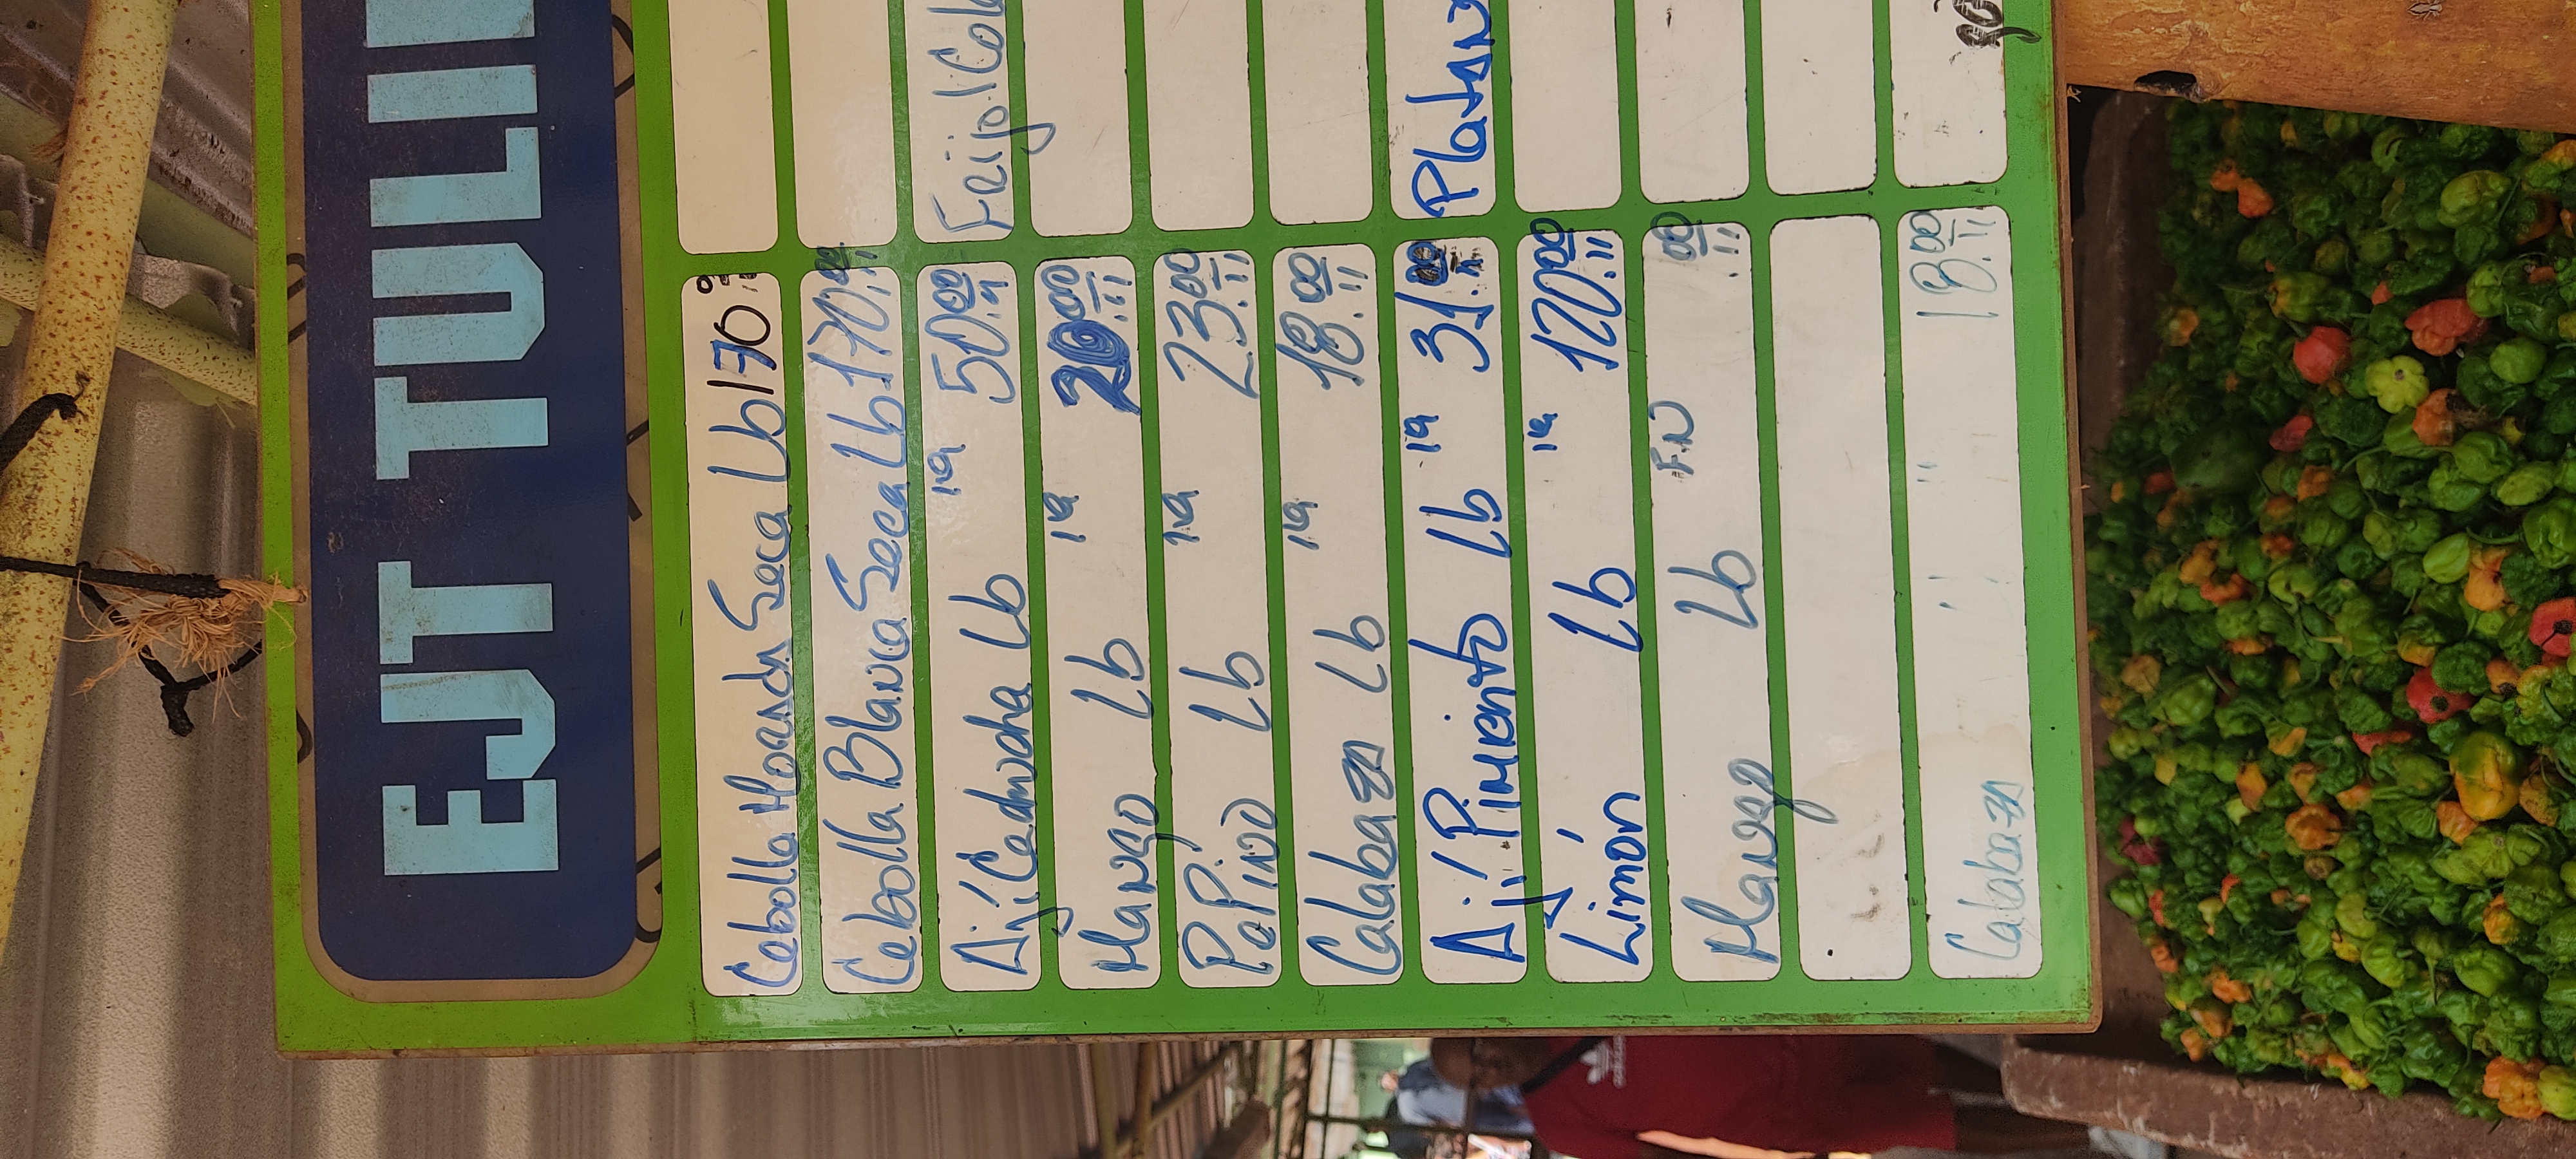 EJT TULI
Cebolla Morada Seca Lb 170.00
Cebolla Blanca Seca Lb 170.00
Ají Cachucha Lb 1ra 50.00
Frijol Col
Mango Lb 1ra 20.00
Pepino Lb 1ra 23.00
Calabaza Lb 1ra 18.00
Ají Pimiento Lb 1ra 31.00
Platan
Limón Lb 1ra 120.00
Mango Lb F.N .00
Calabaza " " 18.00